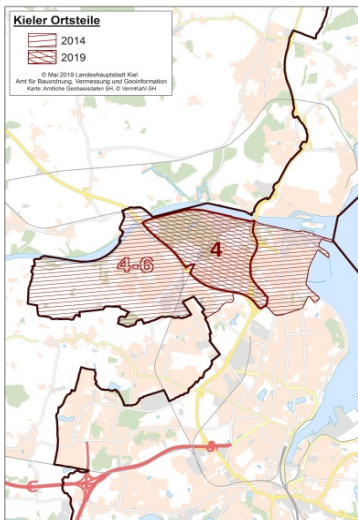 Kieler Ortsteile
2014
2019
© Mai 2019 Landeshauptstadt Kiel
Amt für Bauordnung, Vermessung und Geoinformation
Karte: Amtliche Geobasisdaten SH, © VermKatV-SH
4
4-6